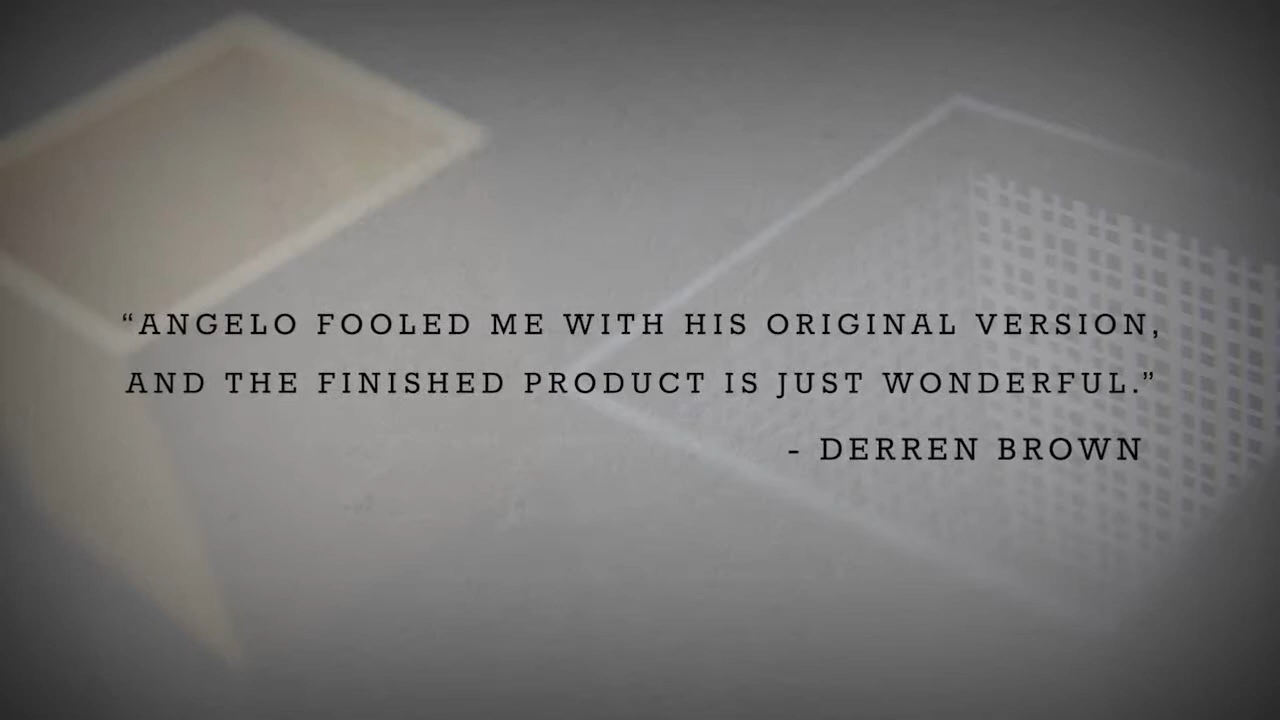 “ANGELO FOOLED ME WITH HIS ORIGINAL VERSION,
AND THE FINISHED PRODUCT IS JUST WONDERFUL.”
- DERREN BROWN